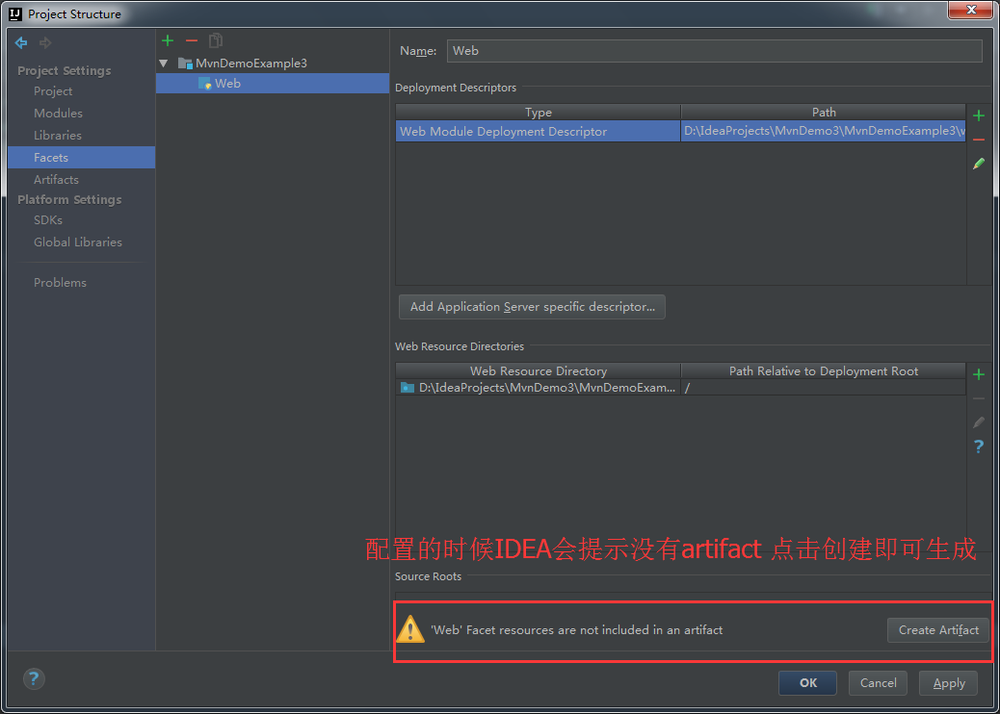 Project Structure
Project Settings
Project
Modules
Libraries
Facets
Artifacts
Platform Settings
SDKs
Global Libraries
Problems
MvnDemoExample3
Web
Name: Web
Deployment Descriptors
Type Path
Web Module Deployment Descriptor D:\IdeaProjects\MvnDemo3\MvnDemoExample3\w
Add Application Server specific descriptor...
Web Resource Directories
Web Resource Directory Path Relative to Deployment Root
D:\IdeaProjects\MvnDemo3\MvnDemoExam... /
配置的时候IDEA会提示没有artifact 点击创建即可生成
Source Roots
'Web' Facet resources are not included in an artifact Create Artifact
? OK Cancel Apply